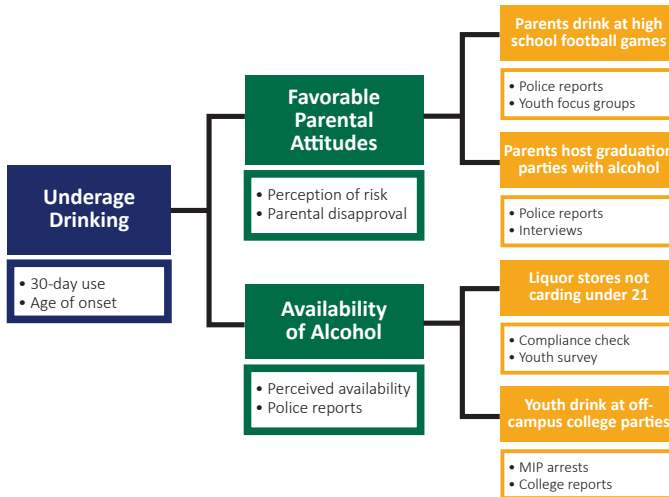 Underage
Drinking
• 30-day use
• Age of onset
Favorable
Parental
Attitudes
• Perception of risk
• Parental disapproval
Availability
of Alcohol
• Perceived availability
• Police reports
Parents drink at high
school football games
• Police reports
• Youth focus groups
Parents host graduation
parties with alcohol
• Police reports
• Interviews
Liquor stores not
carding under 21
• Compliance check
• Youth survey
Youth drink at off-
campus college parties
• MIP arrests
• College reports